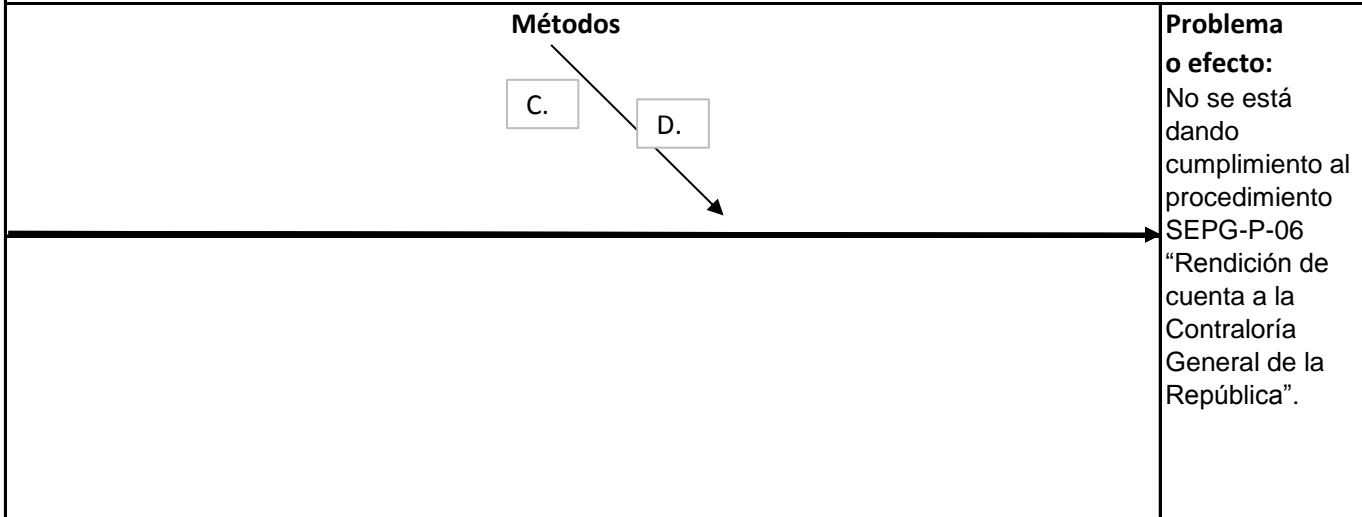 Métodos
C.
D.
Problema
o efecto:
No se está
dando
cumplimiento al
procedimiento
SEPG-P-06
“Rendición de
cuenta a la
Contraloría
General de la
República”.